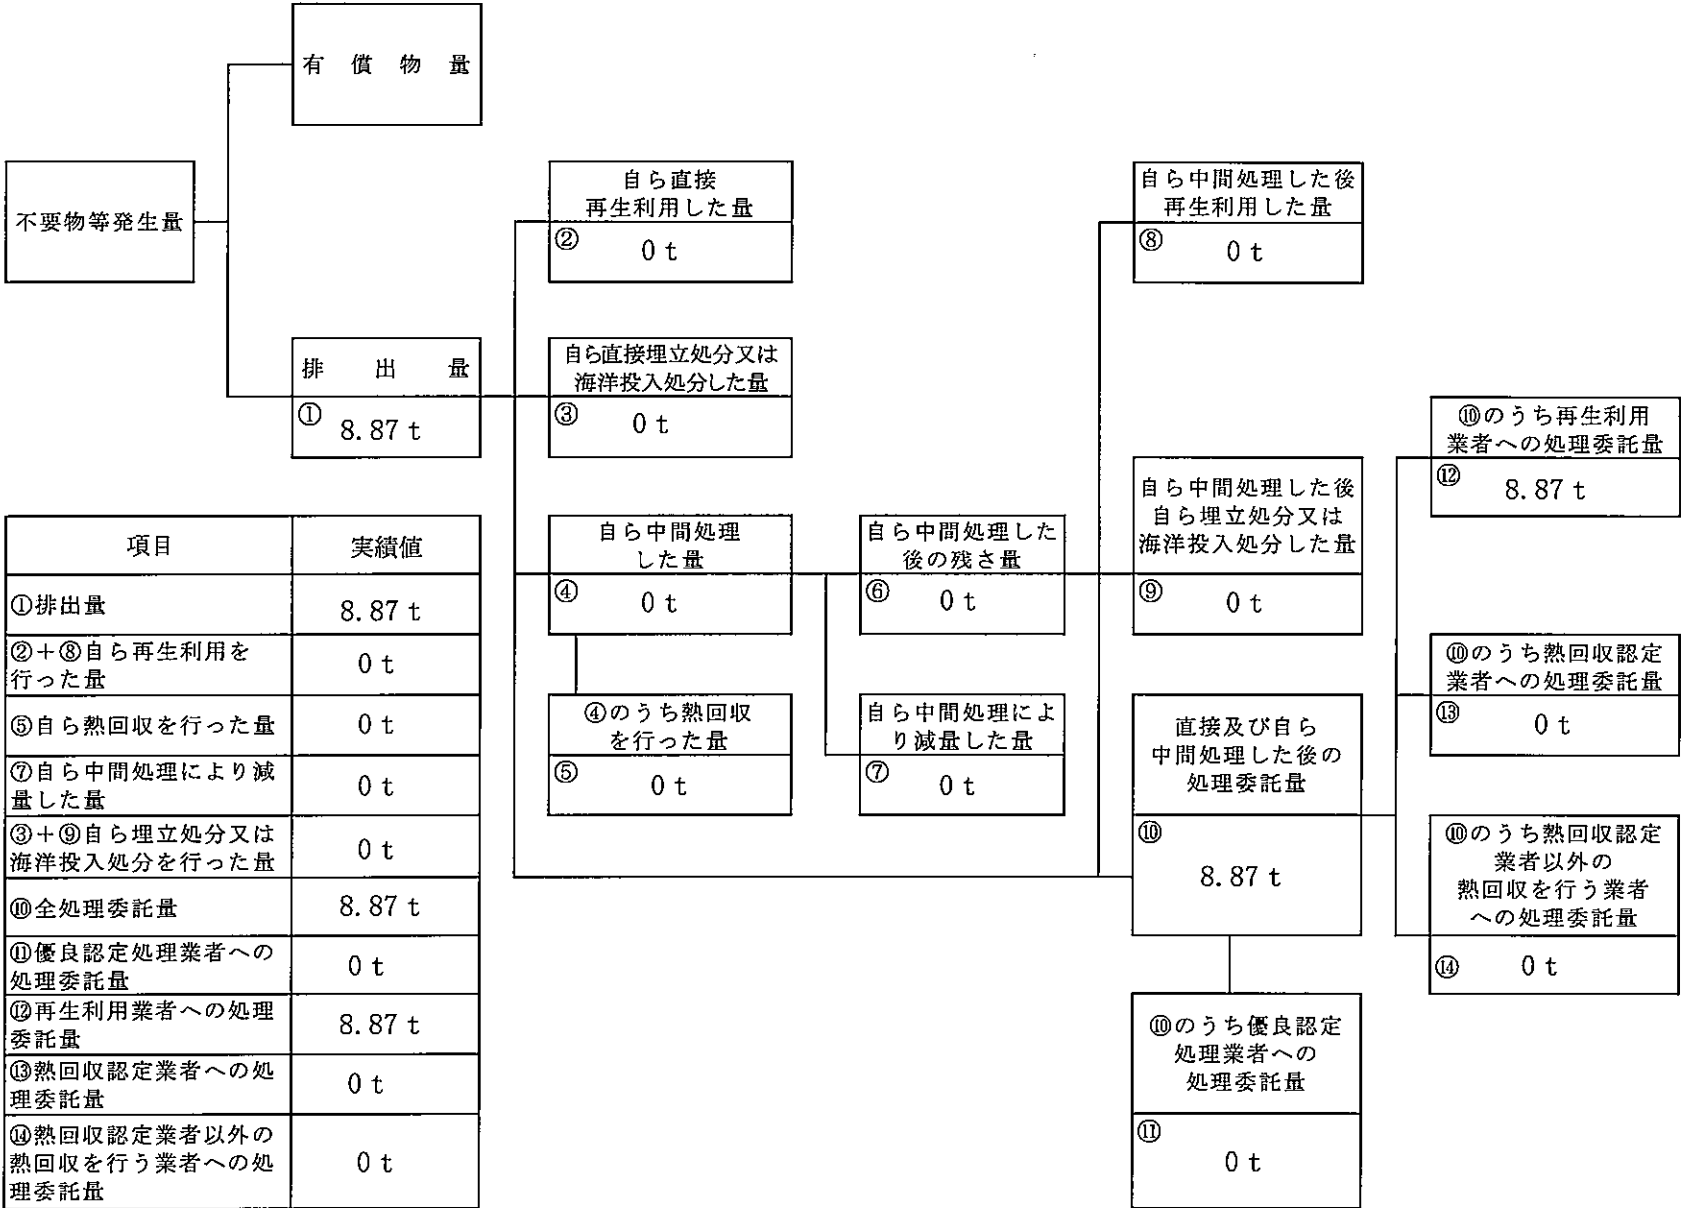 有償物量
不要物等発生量
排出量
① 8.87 t
自ら直接
再生利用した量
② 0 t
自ら直接埋立処分又は
海洋投入処分した量
③ 0 t
自ら中間処理
した量
④ 0 t
④のうち熱回収
を行った量
⑤ 0 t
自ら中間処理した
後の残さ量
⑥ 0 t
自ら中間処理によ
り減量した量
⑦ 0 t
自ら中間処理した後
再生利用した量
⑧ 0 t
自ら中間処理した後
自ら埋立処分又は
海洋投入処分した量
⑨ 0 t
直接及び自ら
中間処理した後の
処理委託量
⑩
8.87 t
⑩のうち優良認定
処理業者への
処理委託量
⑪
0 t
⑩のうち再生利用
業者への処理委託量
⑫ 8.87 t
⑩のうち熱回収認定
業者への処理委託量
⑬ 0 t
⑩のうち熱回収認定
業者以外の
熱回収を行う業者
への処理委託量
⑭ 0 t
項目 実績値
①排出量 8.87 t
②+⑧自ら再生利用を
行った量 0 t
⑤自ら熱回収を行った量 0 t
⑦自ら中間処理により減
量した量 0 t
③+⑨自ら埋立処分又は
海洋投入処分を行った量 0 t
⑩全処理委託量 8.87 t
⑪優良認定処理業者への
処理委託量 0 t
⑫再生利用業者への処理
委託量 8.87 t
⑬熱回収認定業者への処
理委託量 0 t
⑭熱回収認定業者以外の
熱回収を行う業者への処
理委託量 0 t